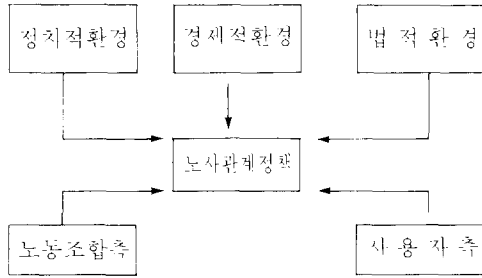 정치적환경
경제적환경
법적환경
노사관계정책
노동조합측
사용자측